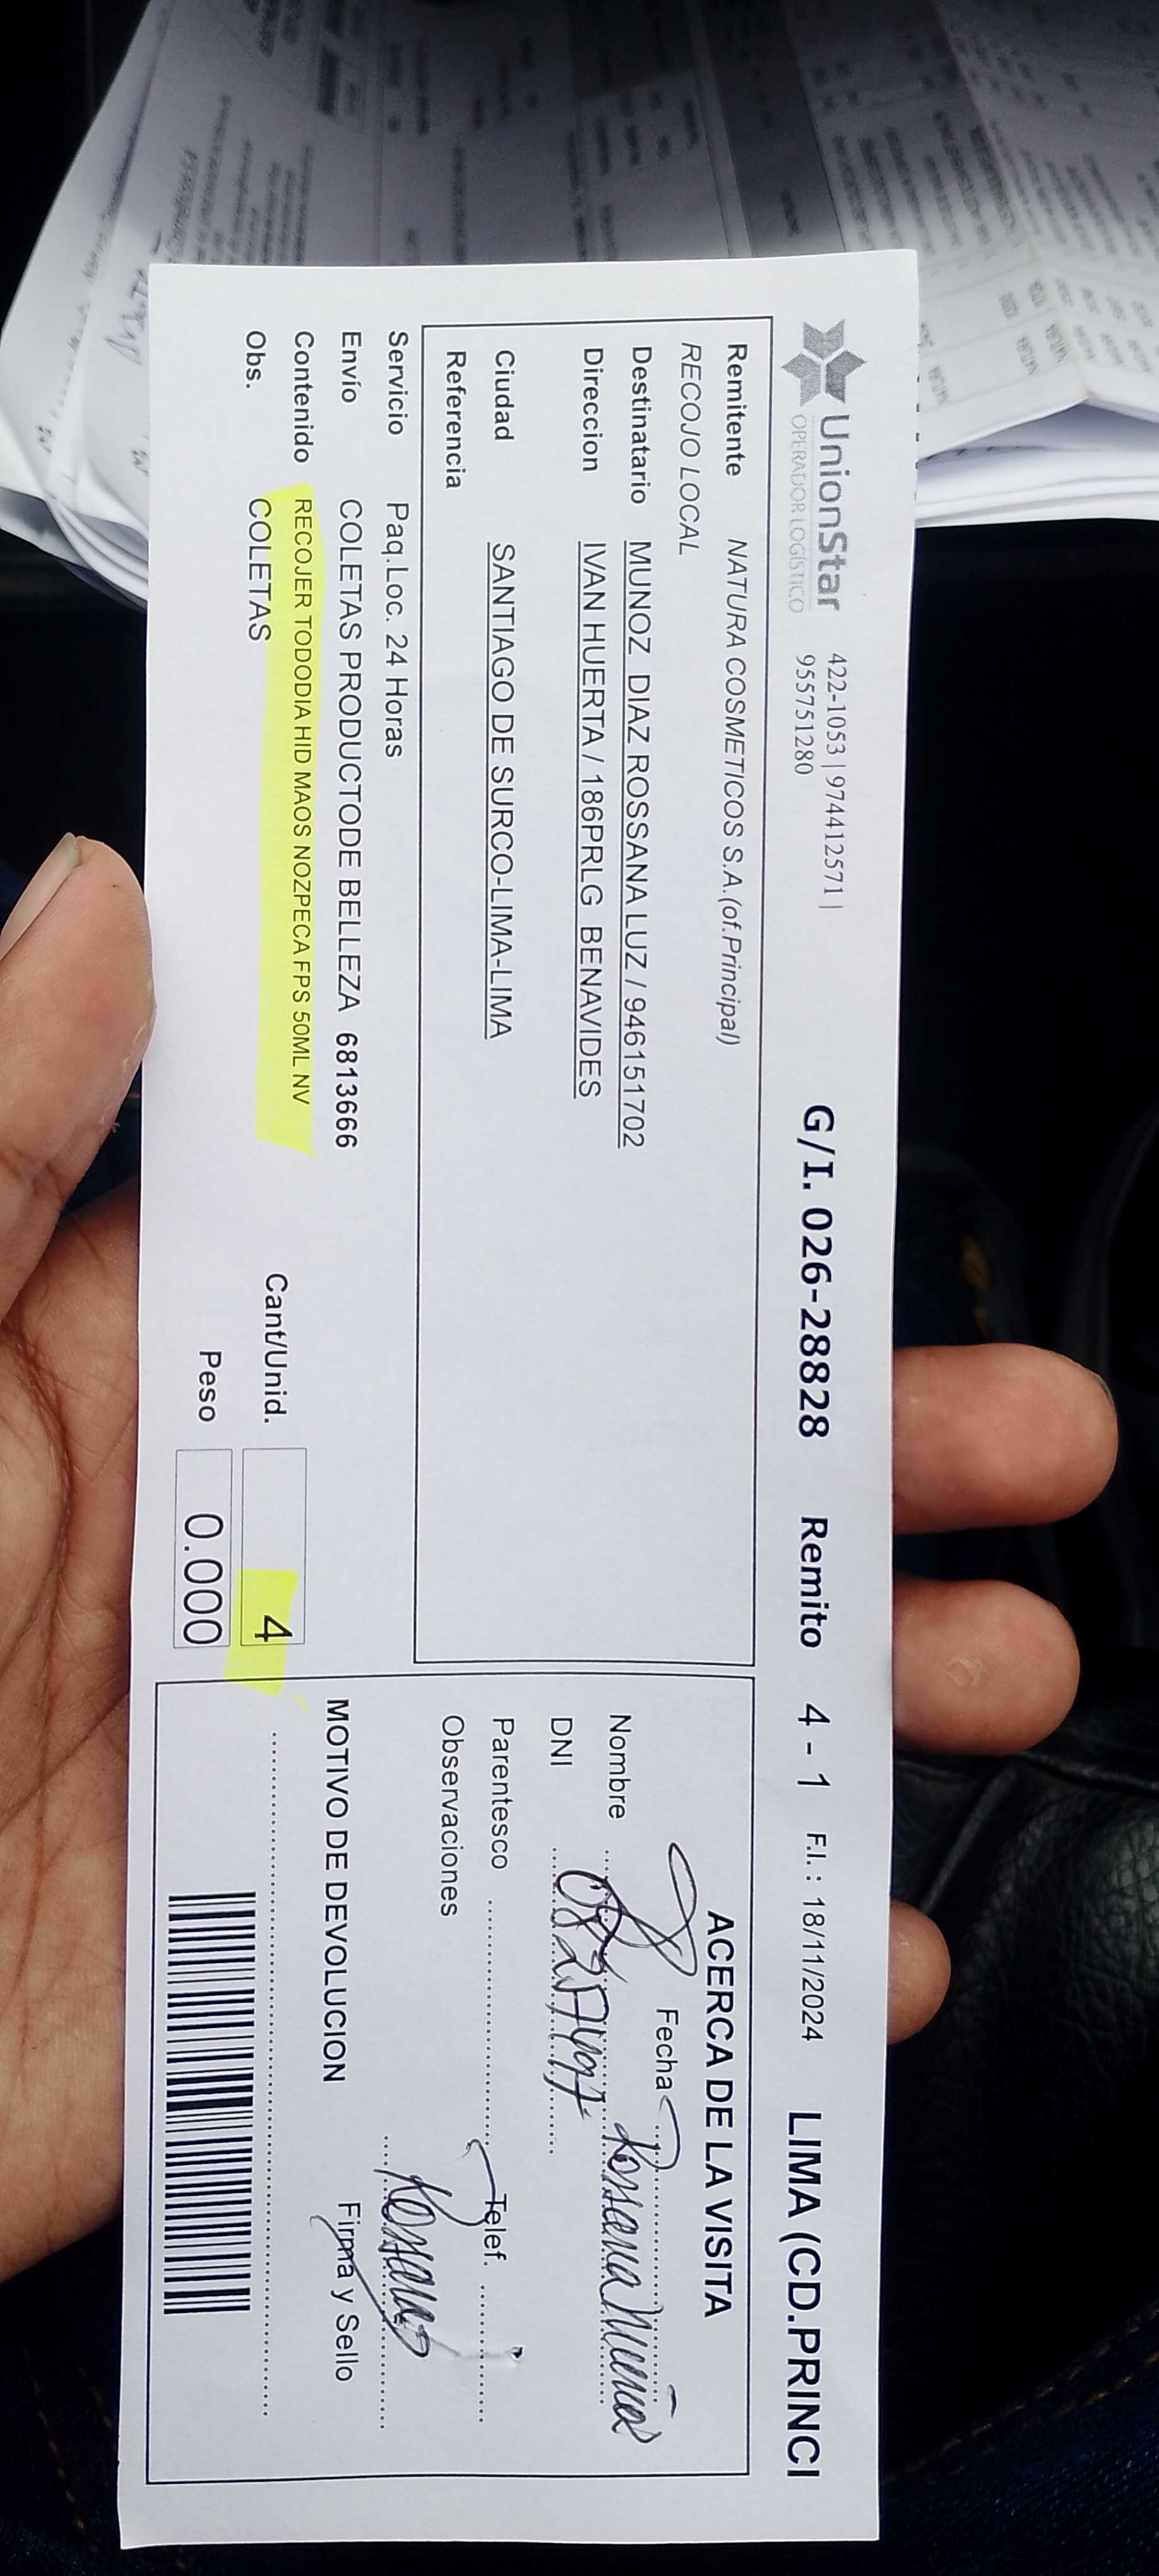 UnionStar
OPERADOR LOGÍSTICO
422-1053 | 974412571 |
955751280
G/I. 026-28828 Remito 4 - 1 F.I. : 18/11/2024 LIMA (CD.PRINCI
Remitente NATURA COSMETICOS S.A.(of.Principal)
RECOJO LOCAL
Destinatario MUNOZ DIAZ ROSSANA LUZ / 946151702
Direccion IVAN HUERTA / 186PRLG BENAVIDES
Ciudad SANTIAGO DE SURCO-LIMA-LIMA
Referencia
Servicio Paq.Loc. 24 Horas
Envío COLETAS PRODUCTODE BELLEZA 6813666
Contenido RECOJER TODODIA HID MAOS NOZPECA FPS 50ML NV
Obs. COLETAS
Cant/Unid. 4
Peso 0.000
ACERCA DE LA VISITA
Fecha
Nombre Rossana Muñoz
DNI
Parentesco Telef.
Observaciones
Rossana
Firma y Sello
MOTIVO DE DEVOLUCION